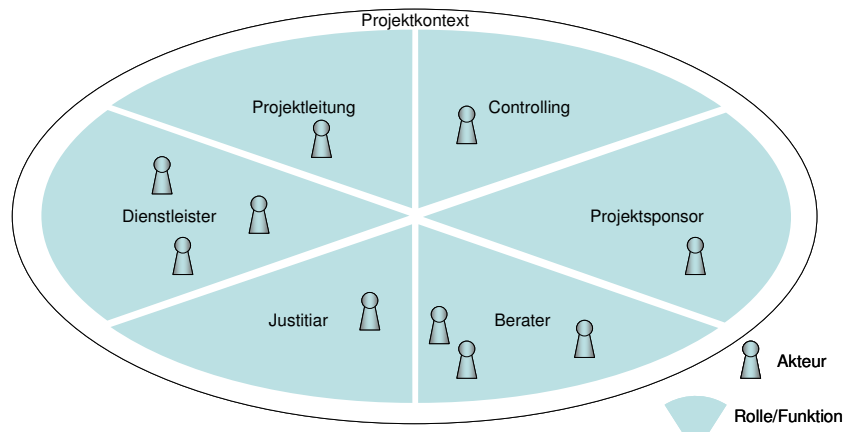 Projektkontext
Projektleitung
Controlling
Dienstleister
Projektsponsor
Justitiar
Berater
Akteur
Rolle/Funktion